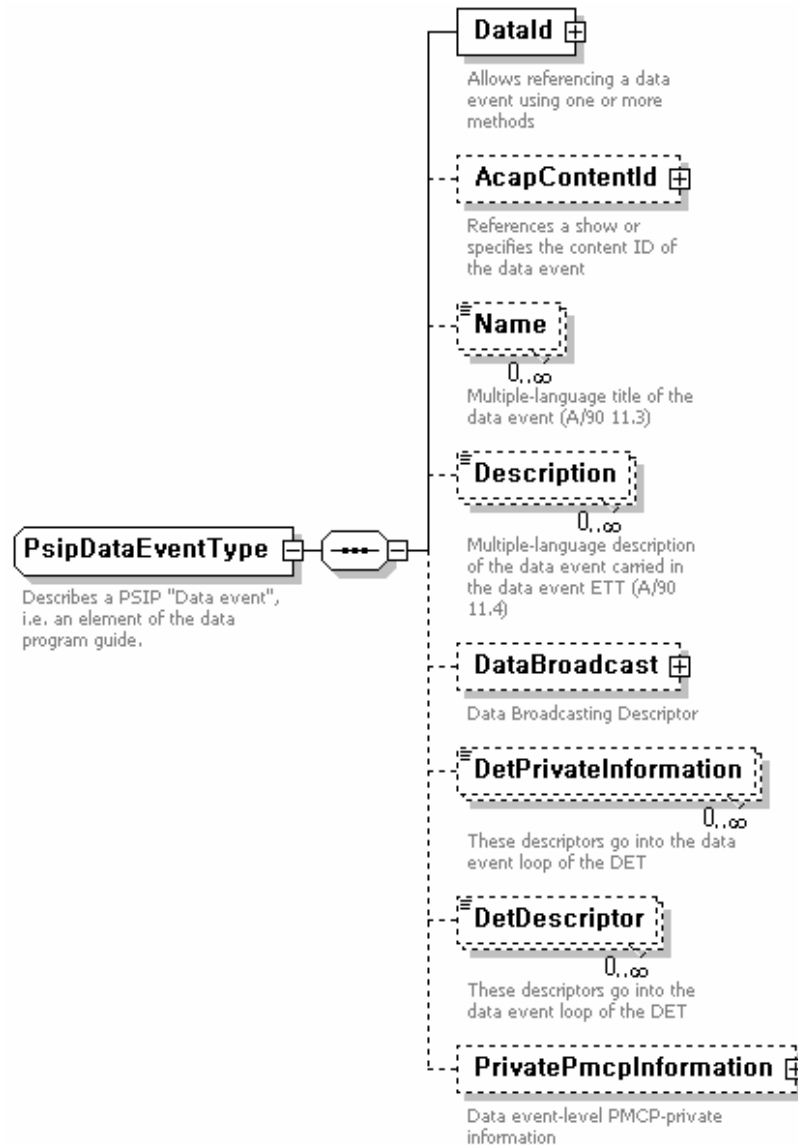 DataId
Allows referencing a data
event using one or more
methods
AcapContentId
References a show or
specifies the content ID of
the data event
Name
0..∞
Multiple-language title of the
data event (A/90 11.3)
Description
0..∞
Multiple-language description
of the data event carried in
the data event ETT (A/90
11.4)
PsipDataEventType
Describes a PSIP "Data event",
i.e. an element of the data
program guide.
DataBroadcast
Data Broadcasting Descriptor
DetPrivateInformation
0..∞
These descriptors go into the data
event loop of the DET
DetDescriptor
0..∞
These descriptors go into the
data event loop of the DET
PrivatePmcpInformation
Data event-level PMCP-private
information